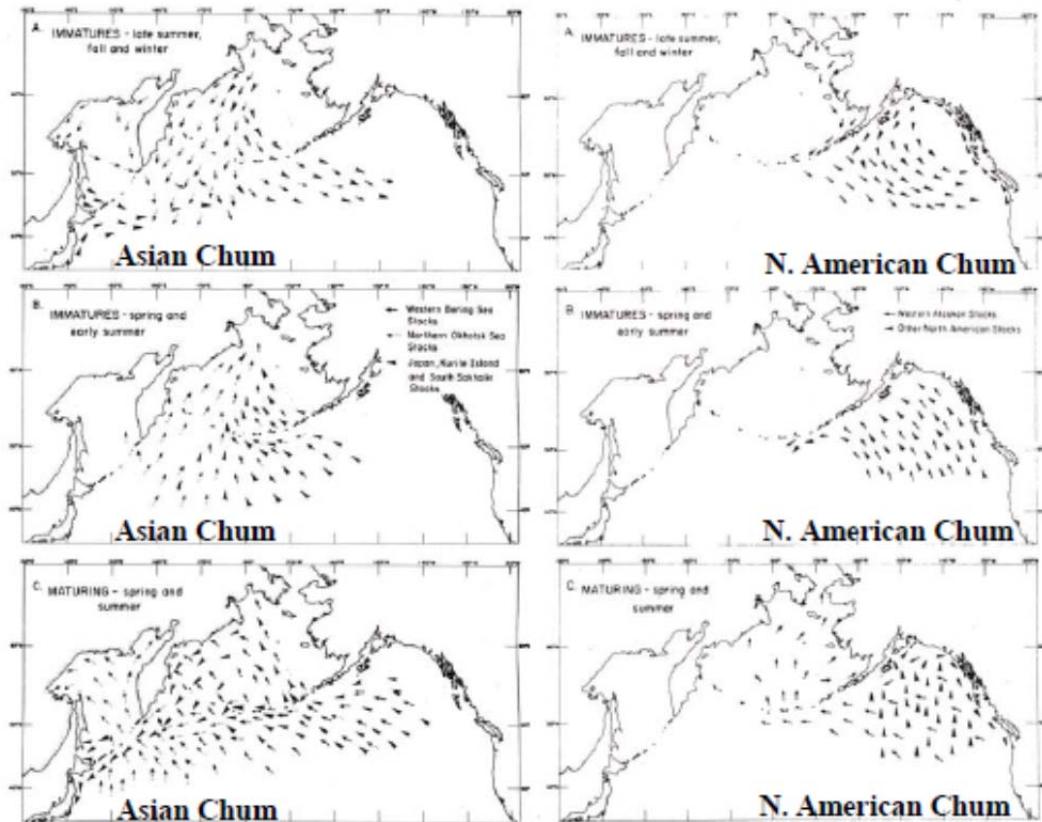 A. IMMATURES - late summer,
fall and winter
Asian Chum
A. IMMATURES - late summer,
fall and winter
N. American Chum
B. IMMATURES - spring and
early summer
Western Bering Sea
Stocks
Northern Okhotsk Sea
Stocks
Japan, Kurile Island
and South Sakhalin
Stocks
Asian Chum
B. IMMATURES - spring and
early summer
Western Alaskan Stocks
Other North American Stocks
N. American Chum
C. MATURING - spring and
summer
Asian Chum
C. MATURING - spring and
summer
N. American Chum